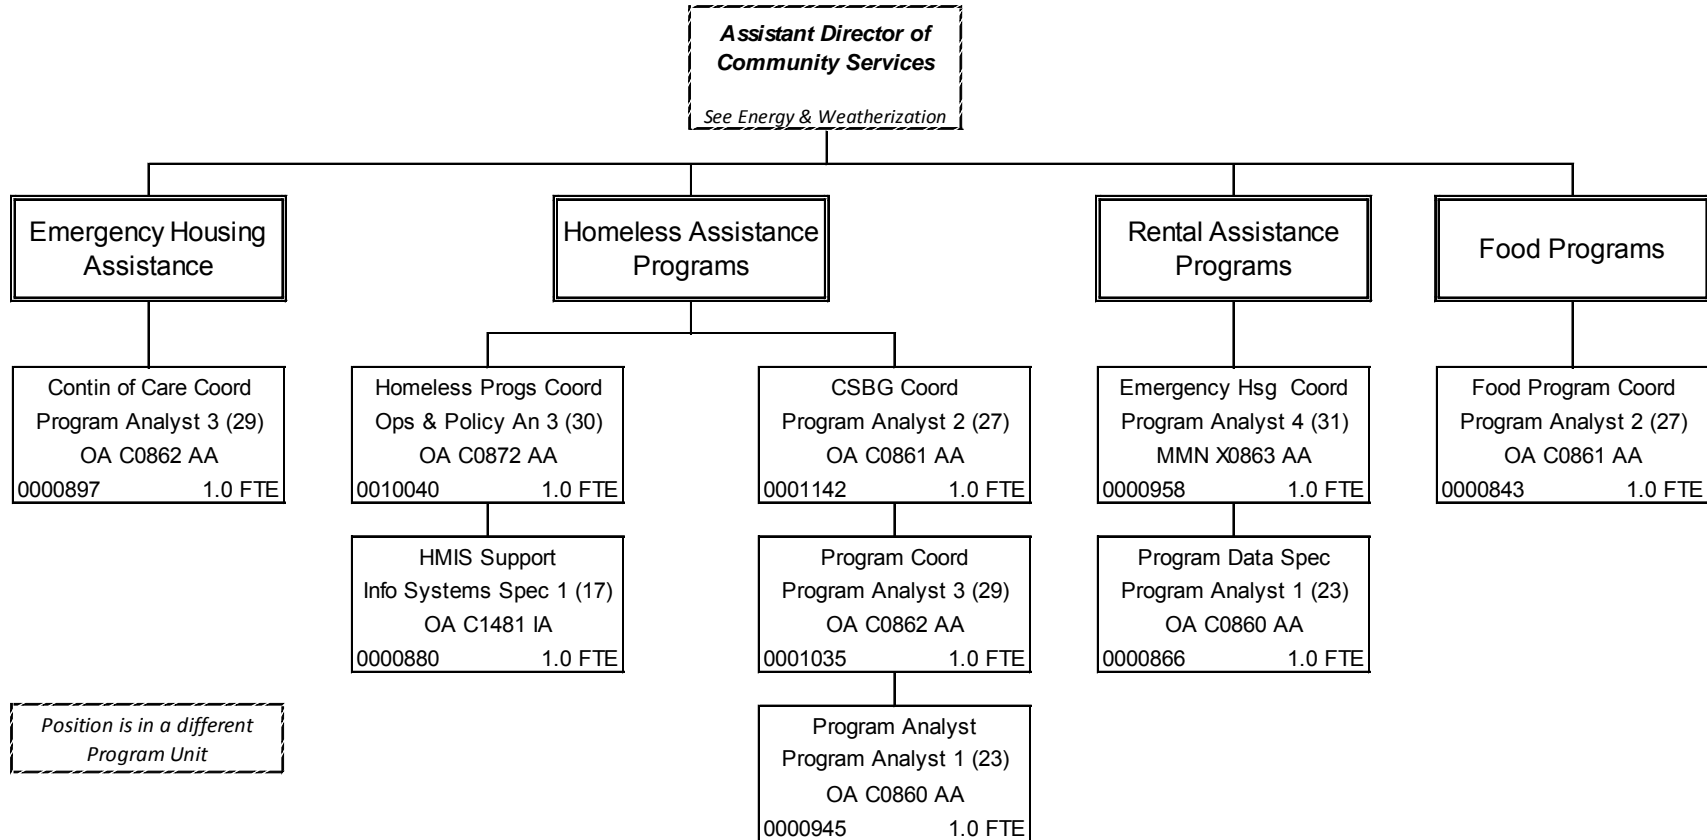 Assistant Director of
Community Services
See Energy & Weatherization
Emergency Housing
Assistance
Homeless Assistance
Programs
Rental Assistance
Programs
Food Programs
Contin of Care Coord
Program Analyst 3 (29)
OA C0862 AA
0000897 1.0 FTE
Homeless Progs Coord
Ops & Policy An 3 (30)
OA C0872 AA
0010040 1.0 FTE
CSBG Coord
Program Analyst 2 (27)
OA C0861 AA
0001142 1.0 FTE
Emergency Hsg Coord
Program Analyst 4 (31)
MMN X0863 AA
0000958 1.0 FTE
Food Program Coord
Program Analyst 2 (27)
OA C0861 AA
0000843 1.0 FTE
HMIS Support
Info Systems Spec 1 (17)
OA C1481 IA
0000880 1.0 FTE
Program Coord
Program Analyst 3 (29)
OA C0862 AA
0001035 1.0 FTE
Program Data Spec
Program Analyst 1 (23)
OA C0860 AA
0000866 1.0 FTE
Position is in a different
Program Unit
Program Analyst
Program Analyst 1 (23)
OA C0860 AA
0000945 1.0 FTE